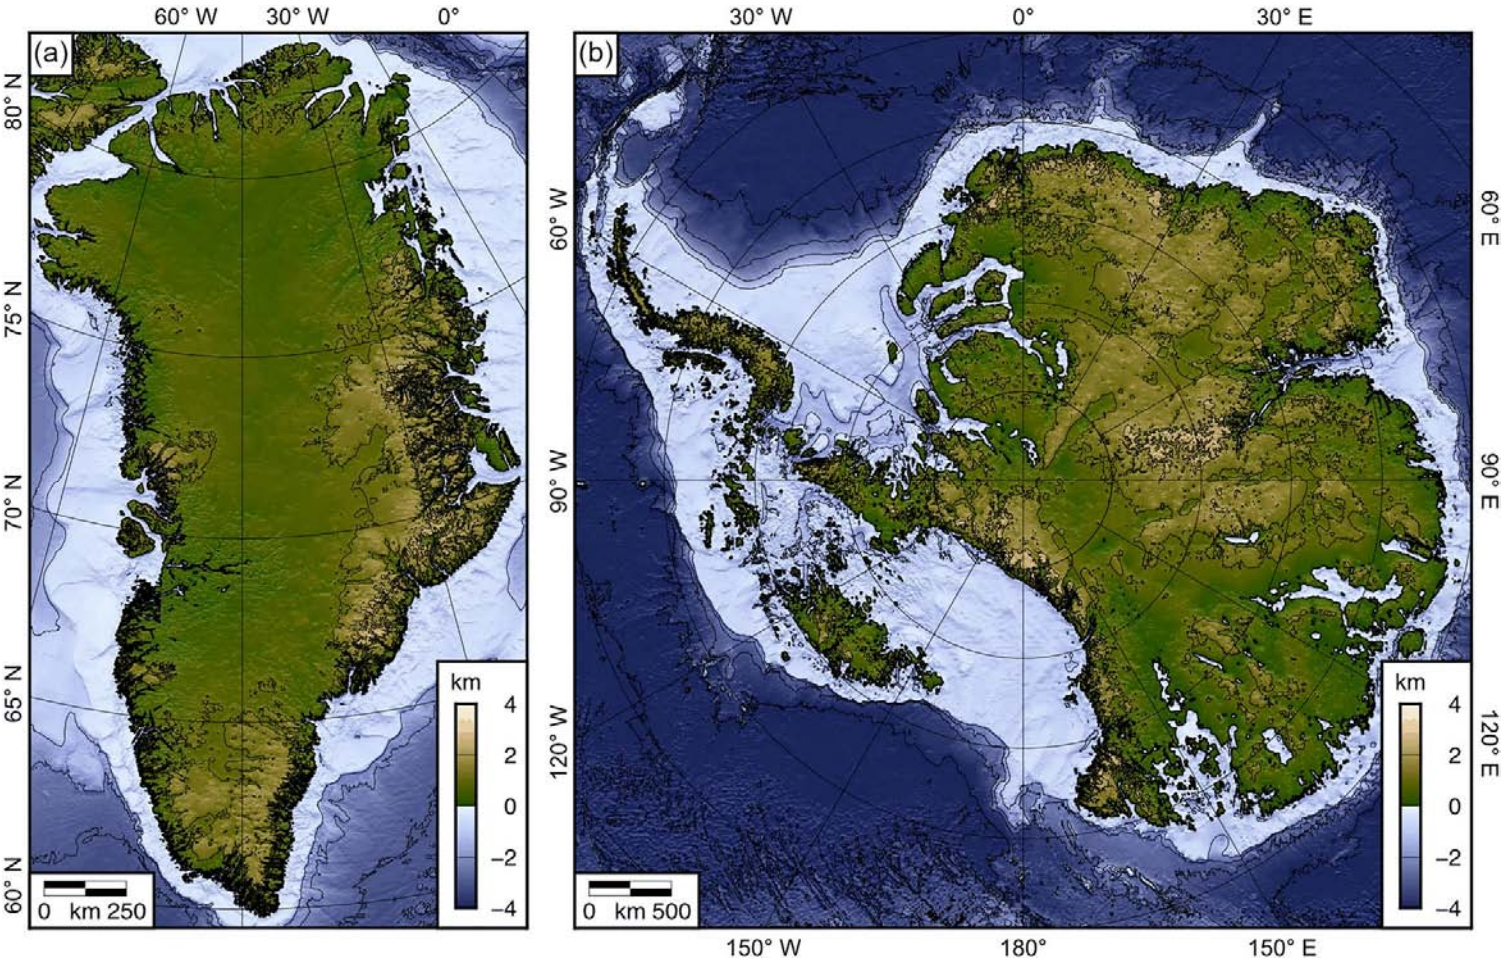 60° W 30° W 0°
(a)
80° N
75° N
70° N
65° N
60° N
km
4
2
0
−2
−4
0 km 250
30° W 0° 30° E
(b)
60° W
90° W
120° W
60° E
90° E
120° E
km
4
2
0
−2
−4
0 km 500
150° W 180° 150° E